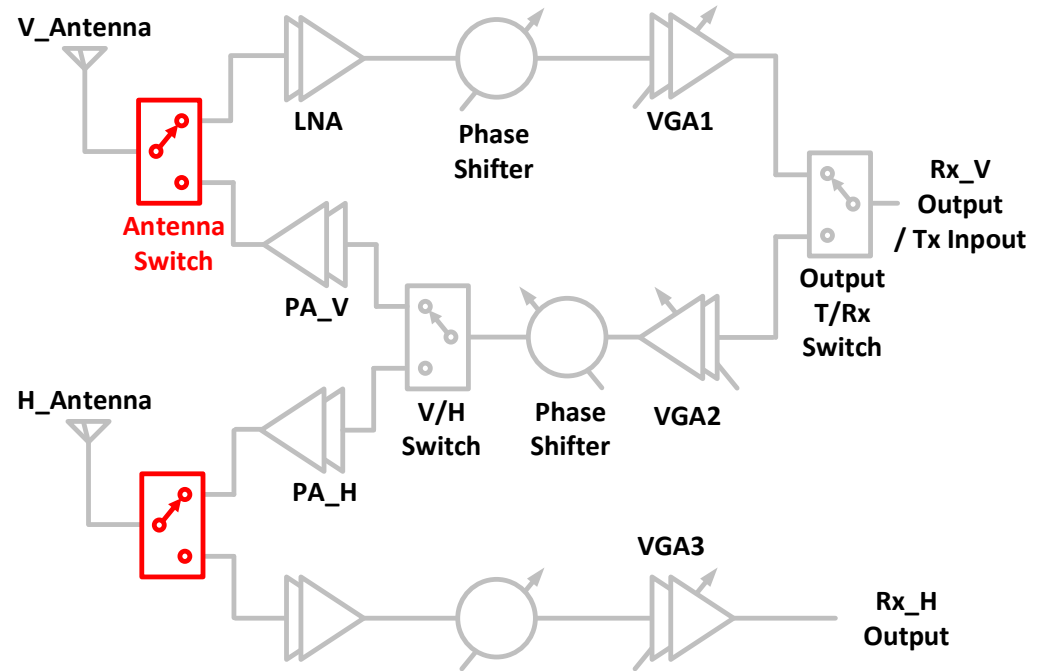 V_Antenna
LNA
Phase
Shifter
VGA1
Rx_V
Output
/ Tx Inpout
Antenna
Switch
PA_V
Output
T/Rx
Switch
H_Antenna
V/H
Switch
Phase
Shifter
VGA2
PA_H
VGA3
Rx_H
Output